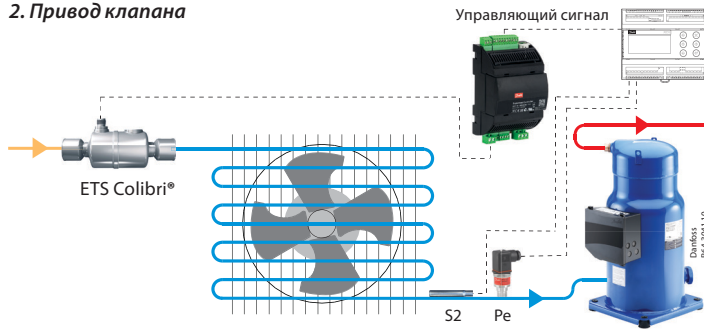 2. Привод клапана
Управляющий сигнал
ETS Colibri®
S2
Pe
Danfoss